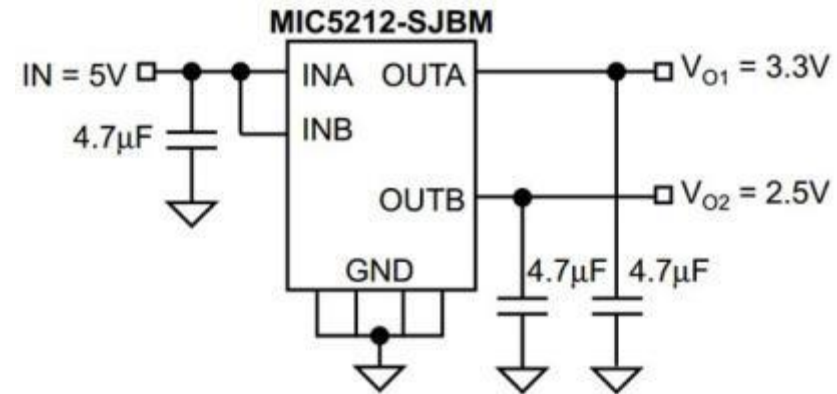 MIC5212-SJBM
IN = 5V
INA OUTA
VO1 = 3.3V
4.7µF
INB
OUTB
VO2 = 2.5V
GND
4.7µF 4.7µF